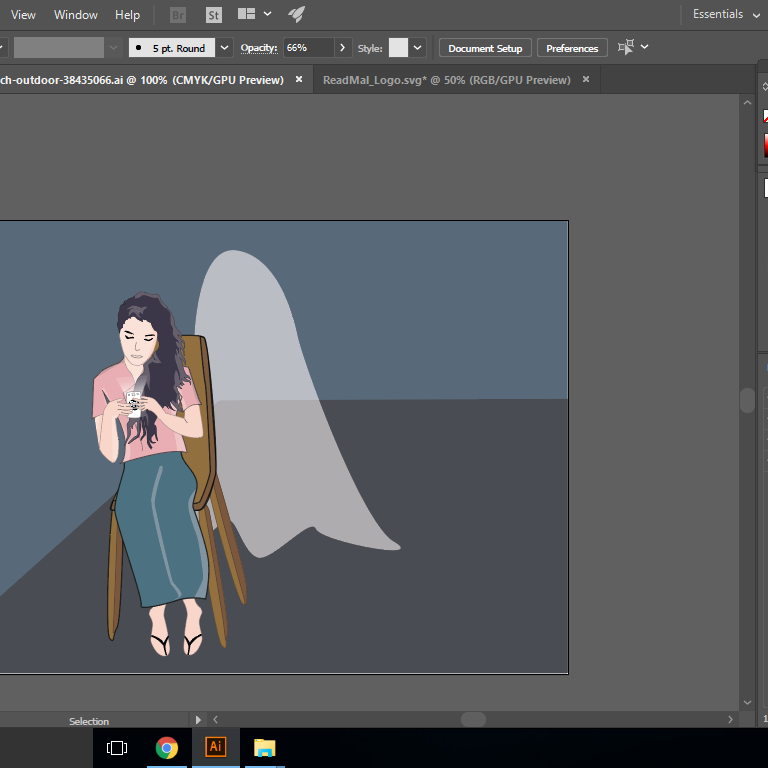 View Window Help Br St Essentials
5 pt. Round Opacity: 66% Style: Document Setup Preferences
ch-outdoor-38435066.ai @ 100% (CMYK/GPU Preview) × ReadMal_Logo.svg* @ 50% (RGB/GPU Preview) ×
Selection
Ai